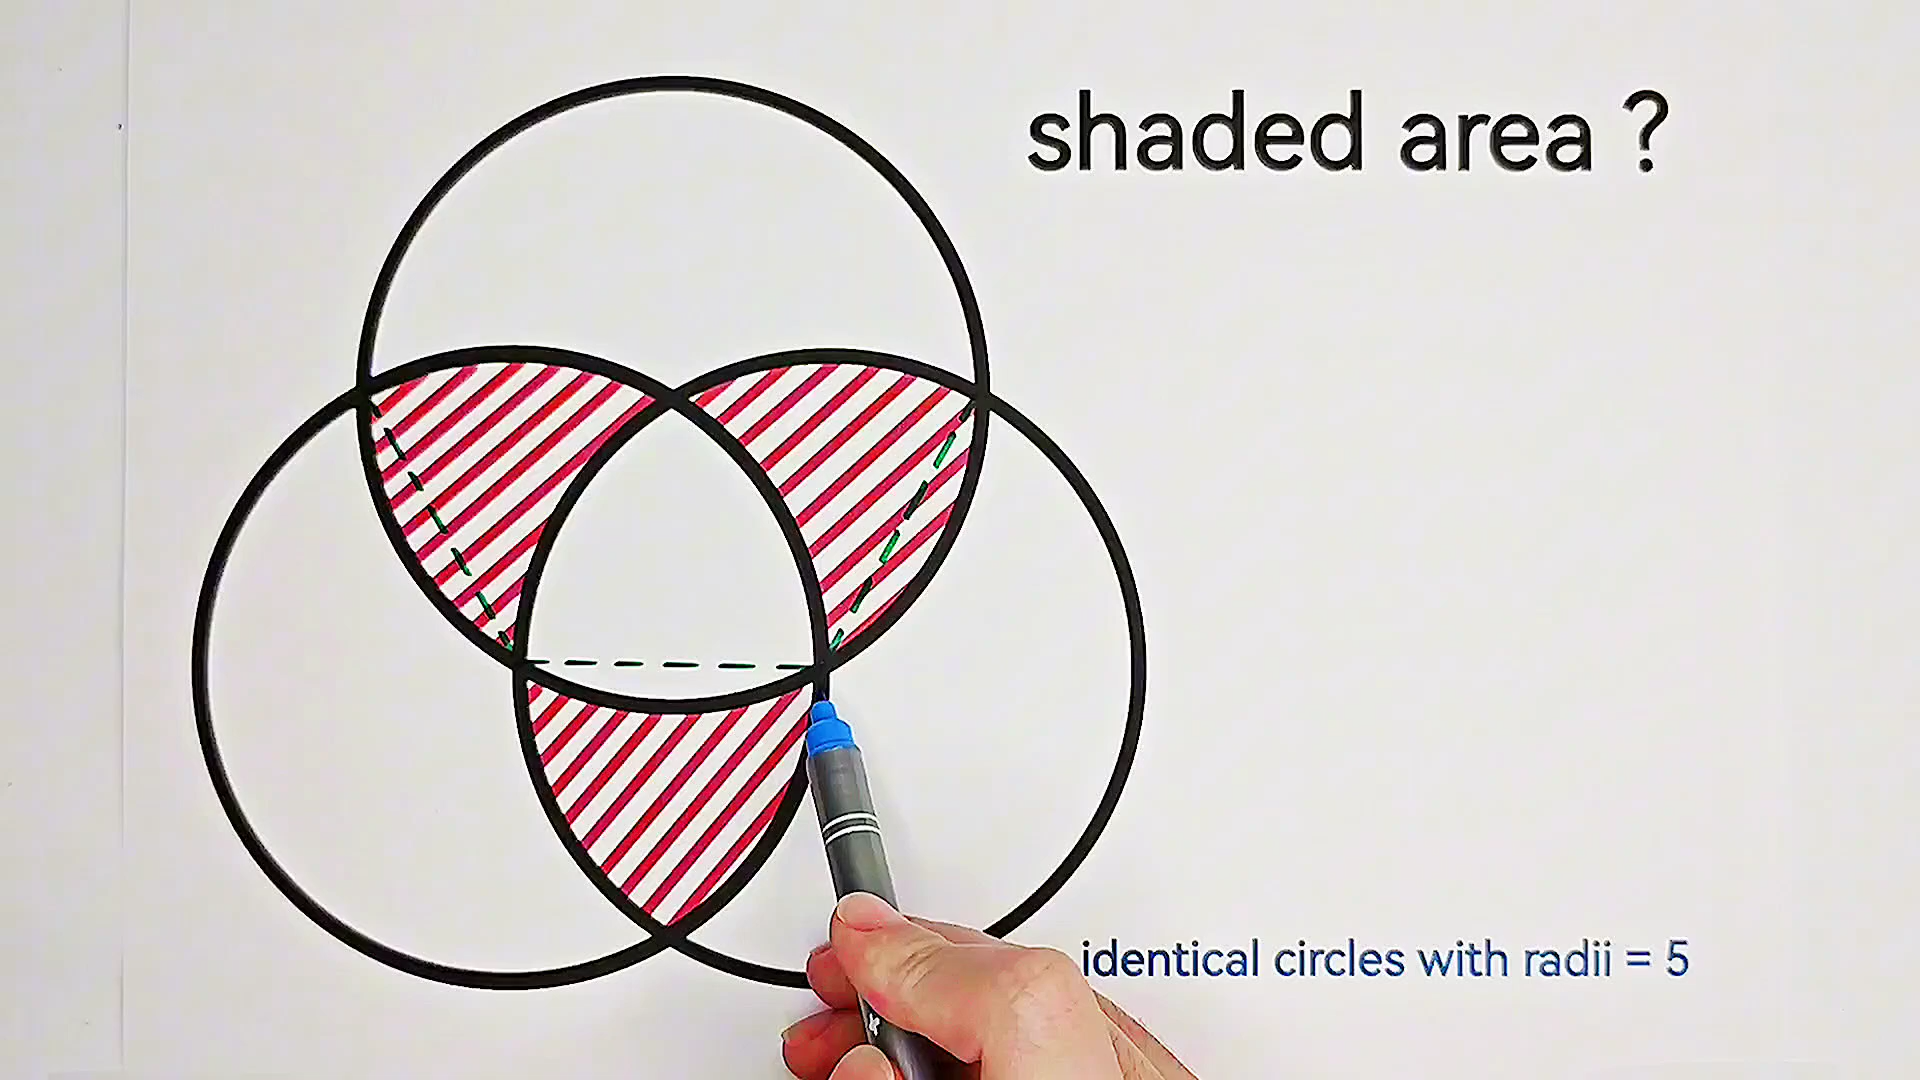 shaded area ?
identical circles with radii = 5